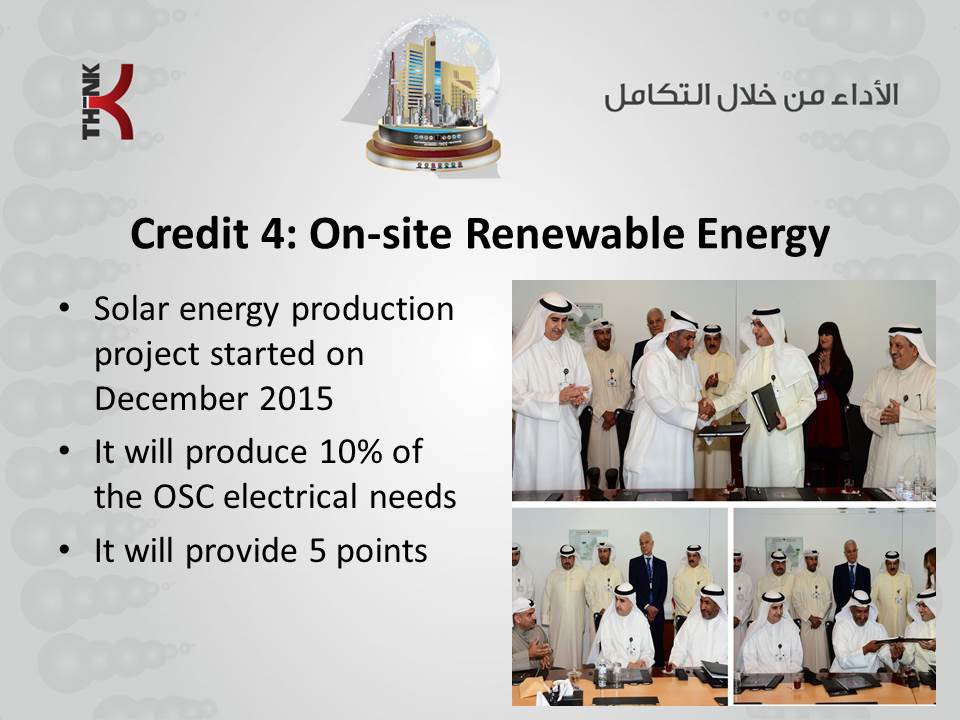 THINK
الأداء من خلال التكامل
Credit 4: On-site Renewable Energy
• Solar energy production
project started on
December 2015
• It will produce 10% of
the OSC electrical needs
• It will provide 5 points